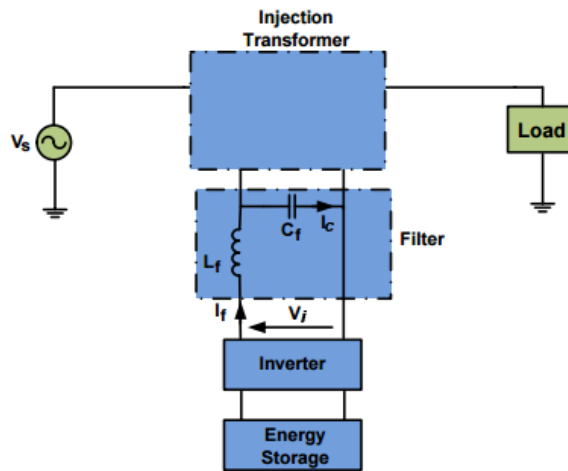 Injection
Transformer
Vs
Load
Cf
Ic
Filter
Lf
If
Vi
Inverter
Energy
Storage